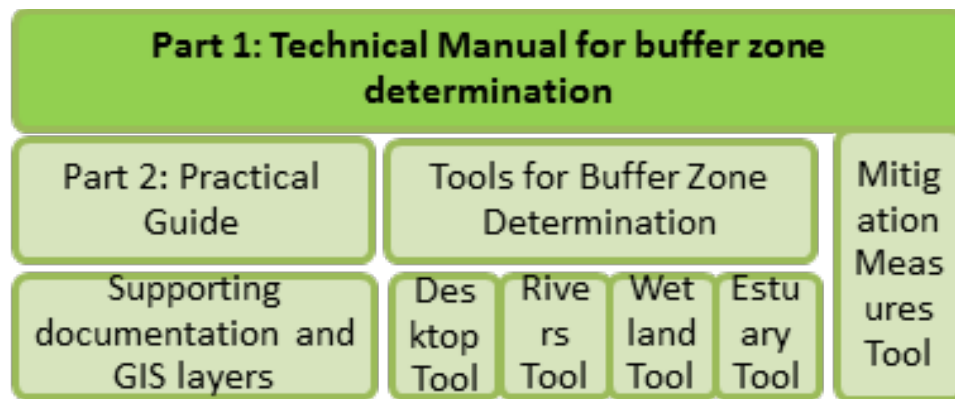 Part 1: Technical Manual for buffer zone
determination
Part 2: Practical
Guide
Tools for Buffer Zone
Determination
Mitig
ation
Meas
ures
Tool
Supporting
documentation and
GIS layers
Des
ktop
Tool
Rive
rs
Tool
Wet
land
Tool
Estu
ary
Tool